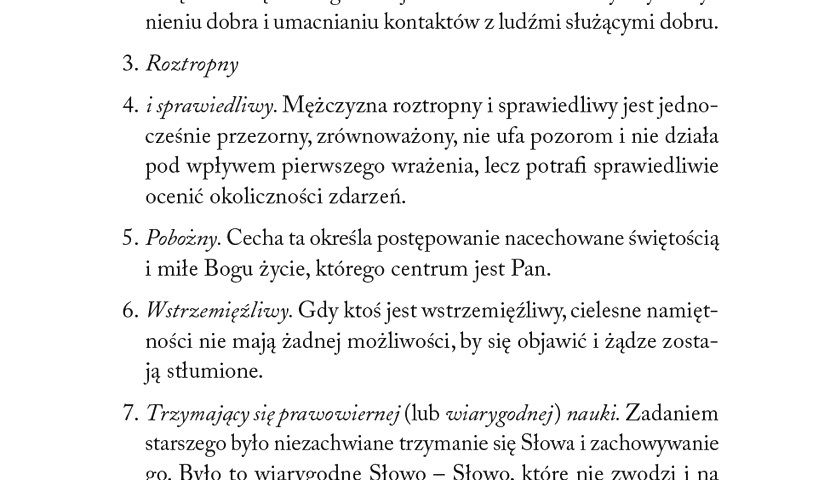 nieniu dobra i umacnianiu kontaktów z ludźmi służącymi dobru.
3. Roztropny
4. i sprawiedliwy. Mężczyzna roztropny i sprawiedliwy jest jedno-
cześnie przezorny, zrównoważony, nie ufa pozorom i nie działa
pod wpływem pierwszego wrażenia, lecz potrafi sprawiedliwie
ocenić okoliczności zdarzeń.
5. Pobożny. Cecha ta określa postępowanie nacechowane świętością
i miłe Bogu życie, którego centrum jest Pan.
6. Wstrzemięźliwy. Gdy ktoś jest wstrzemięźliwy, cielesne namięt-
ności nie mają żadnej możliwości, by się objawić i żądze zosta-
ją stłumione.
7. Trzymający się prawowiernej (lub wiarygodnej) nauki. Zadaniem
starszego było niezachwiane trzymanie się Słowa i zachowywanie
go. Było to wiarygodne Słowo – Słowo, które nie zwodzi i na